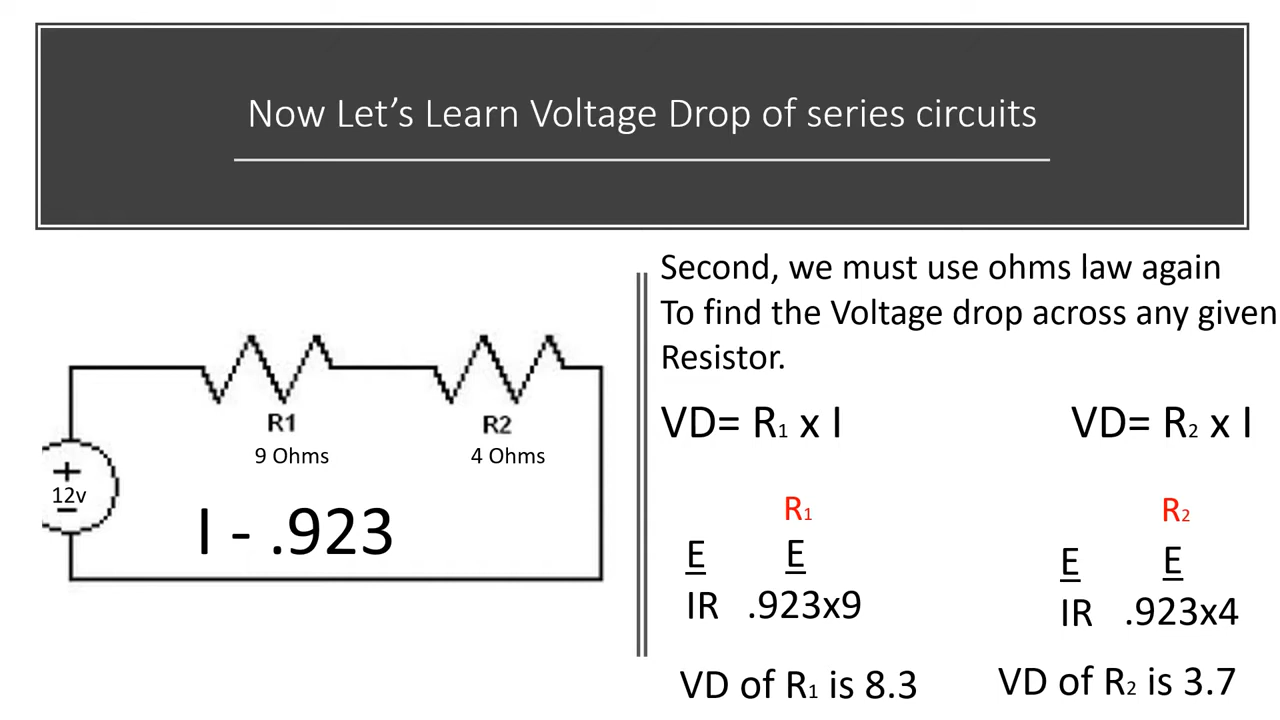 Now Let’s Learn Voltage Drop of series circuits
R1
R2
9 Ohms
4 Ohms
+
12v
−
I - .923
Second, we must use ohms law again
To find the Voltage drop across any given
Resistor.
VD= R1 x I
VD= R2 x I
R1
E
E
IR
.923x9
VD of R1 is 8.3
R2
E
E
IR
.923x4
VD of R2 is 3.7